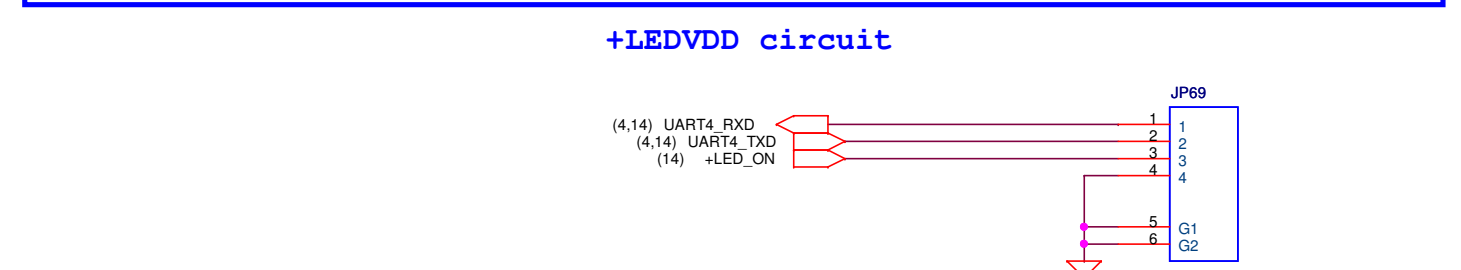 +LEDVDD circuit
JP69
(4,14) UART4_RXD 1 1
(4,14) UART4_TXD 2 2
(14) +LED_ON 3 3
4 4
5 G1
6 G2